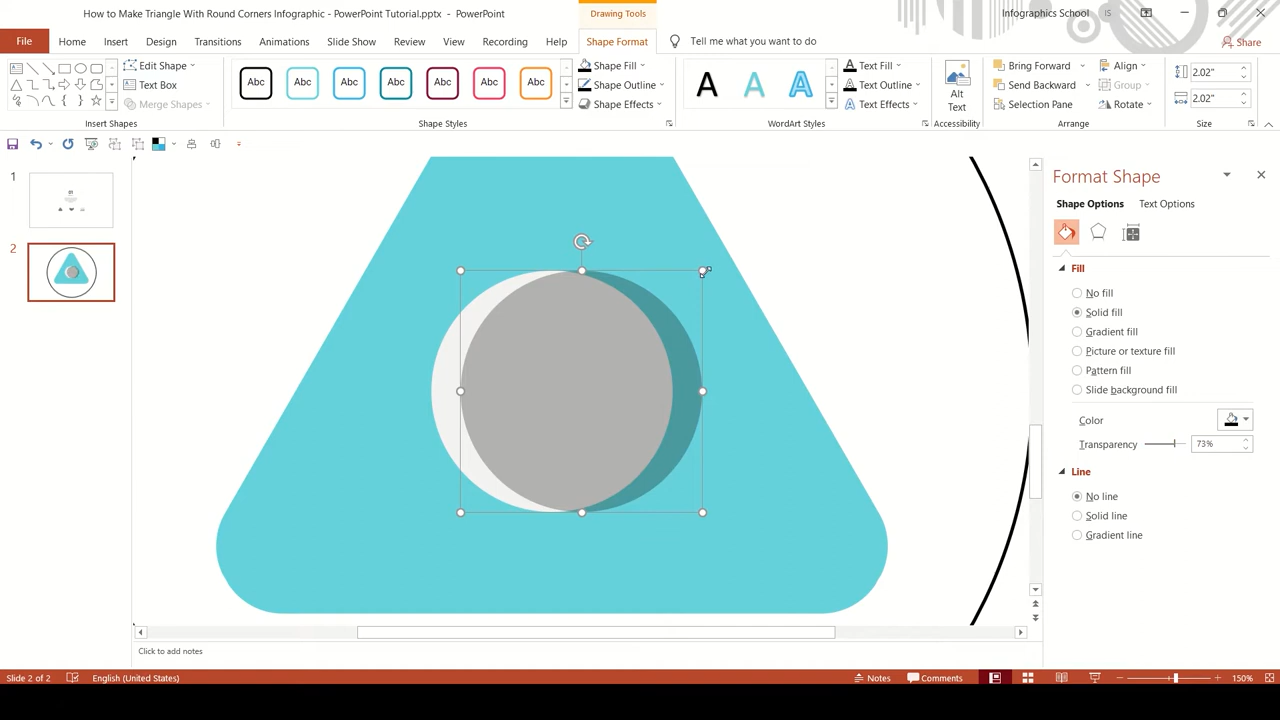 How to Make Triangle With Round Corners Infographic - PowerPoint Tutorial.pptx - PowerPoint
Drawing Tools
Infographics School
IS
File
Home
Insert
Design
Transitions
Animations
Slide Show
Review
View
Recording
Help
Shape Format
Tell me what you want to do
Share
Edit Shape
Text Box
Merge Shapes
Insert Shapes
Abc Abc Abc Abc Abc Abc Abc
Shape Fill
Shape Outline
Shape Effects
Shape Styles
A A A
Text Fill
Text Outline
Text Effects
WordArt Styles
Alt
Text
Accessibility
Bring Forward
Send Backward
Selection Pane
Align
Group
Rotate
Arrange
2.02"
2.02"
Size
1
2
Format Shape
Shape Options
Text Options
Fill
No fill
Solid fill
Gradient fill
Picture or texture fill
Pattern fill
Slide background fill
Color
Transparency
73%
Line
No line
Solid line
Gradient line
Click to add notes
Slide 2 of 2
English (United States)
Notes
Comments
150%